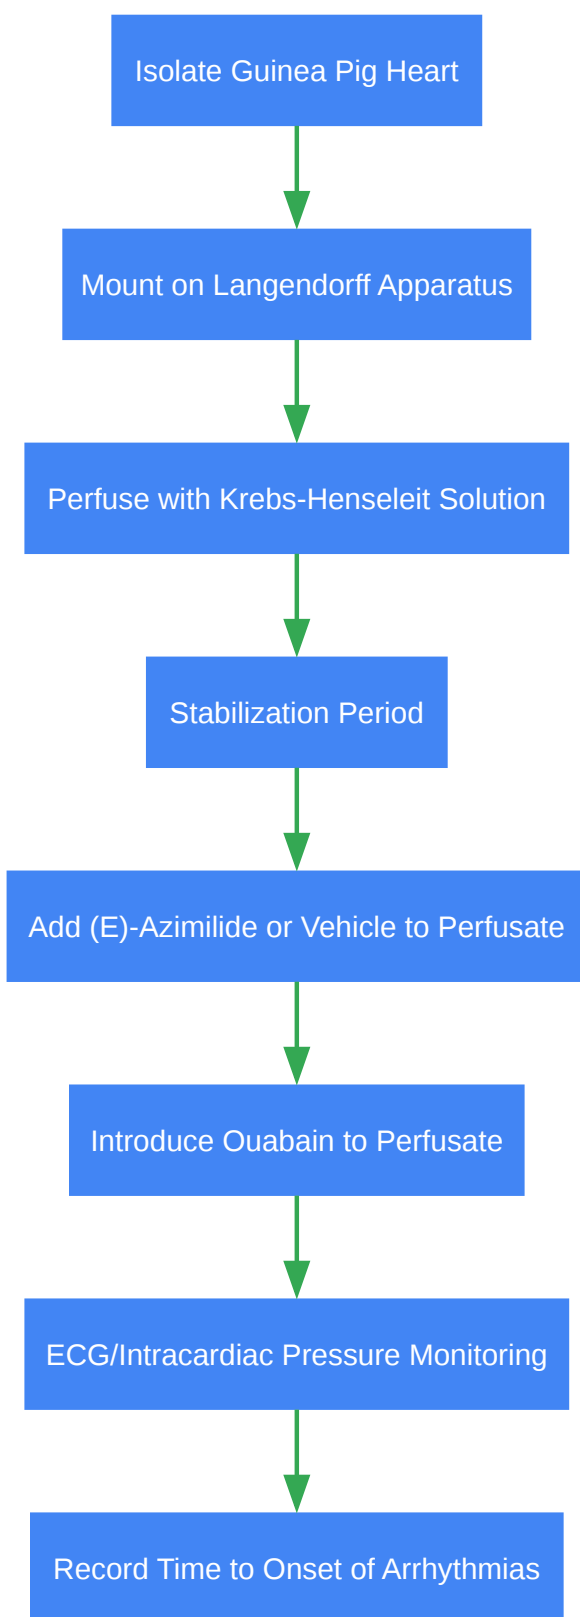 Isolate Guinea Pig Heart
Mount on Langendorff Apparatus
Perfuse with Krebs-Henseleit Solution
Stabilization Period
Add (E)-Azimilide or Vehicle to Perfusate
Introduce Ouabain to Perfusate
ECG/Intracardiac Pressure Monitoring
Record Time to Onset of Arrhythmias